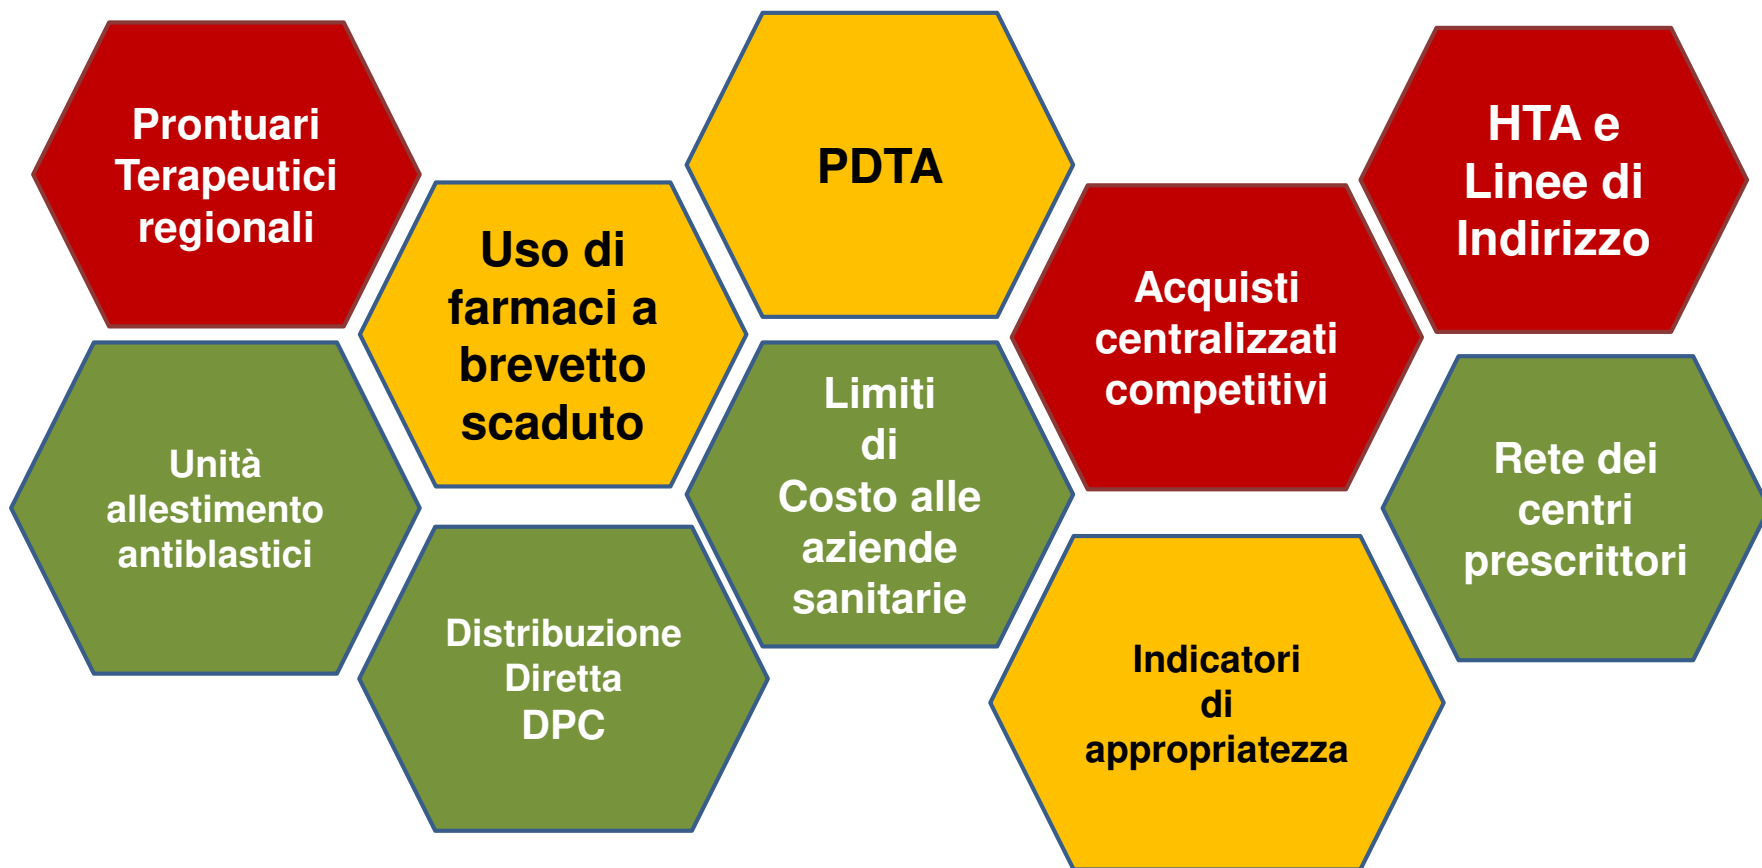 Prontuari
Terapeutici
regionali
Uso di
farmaci a
brevetto
scaduto
PDTA
Acquisti
centralizzati
competitivi
HTA e
Linee di
Indirizzo
Unità
allestimento
antiblastici
Distribuzione
Diretta
DPC
Limiti
di
Costo alle
aziende
sanitarie
Indicatori
di
appropriatezza
Rete dei
centri
prescrittori